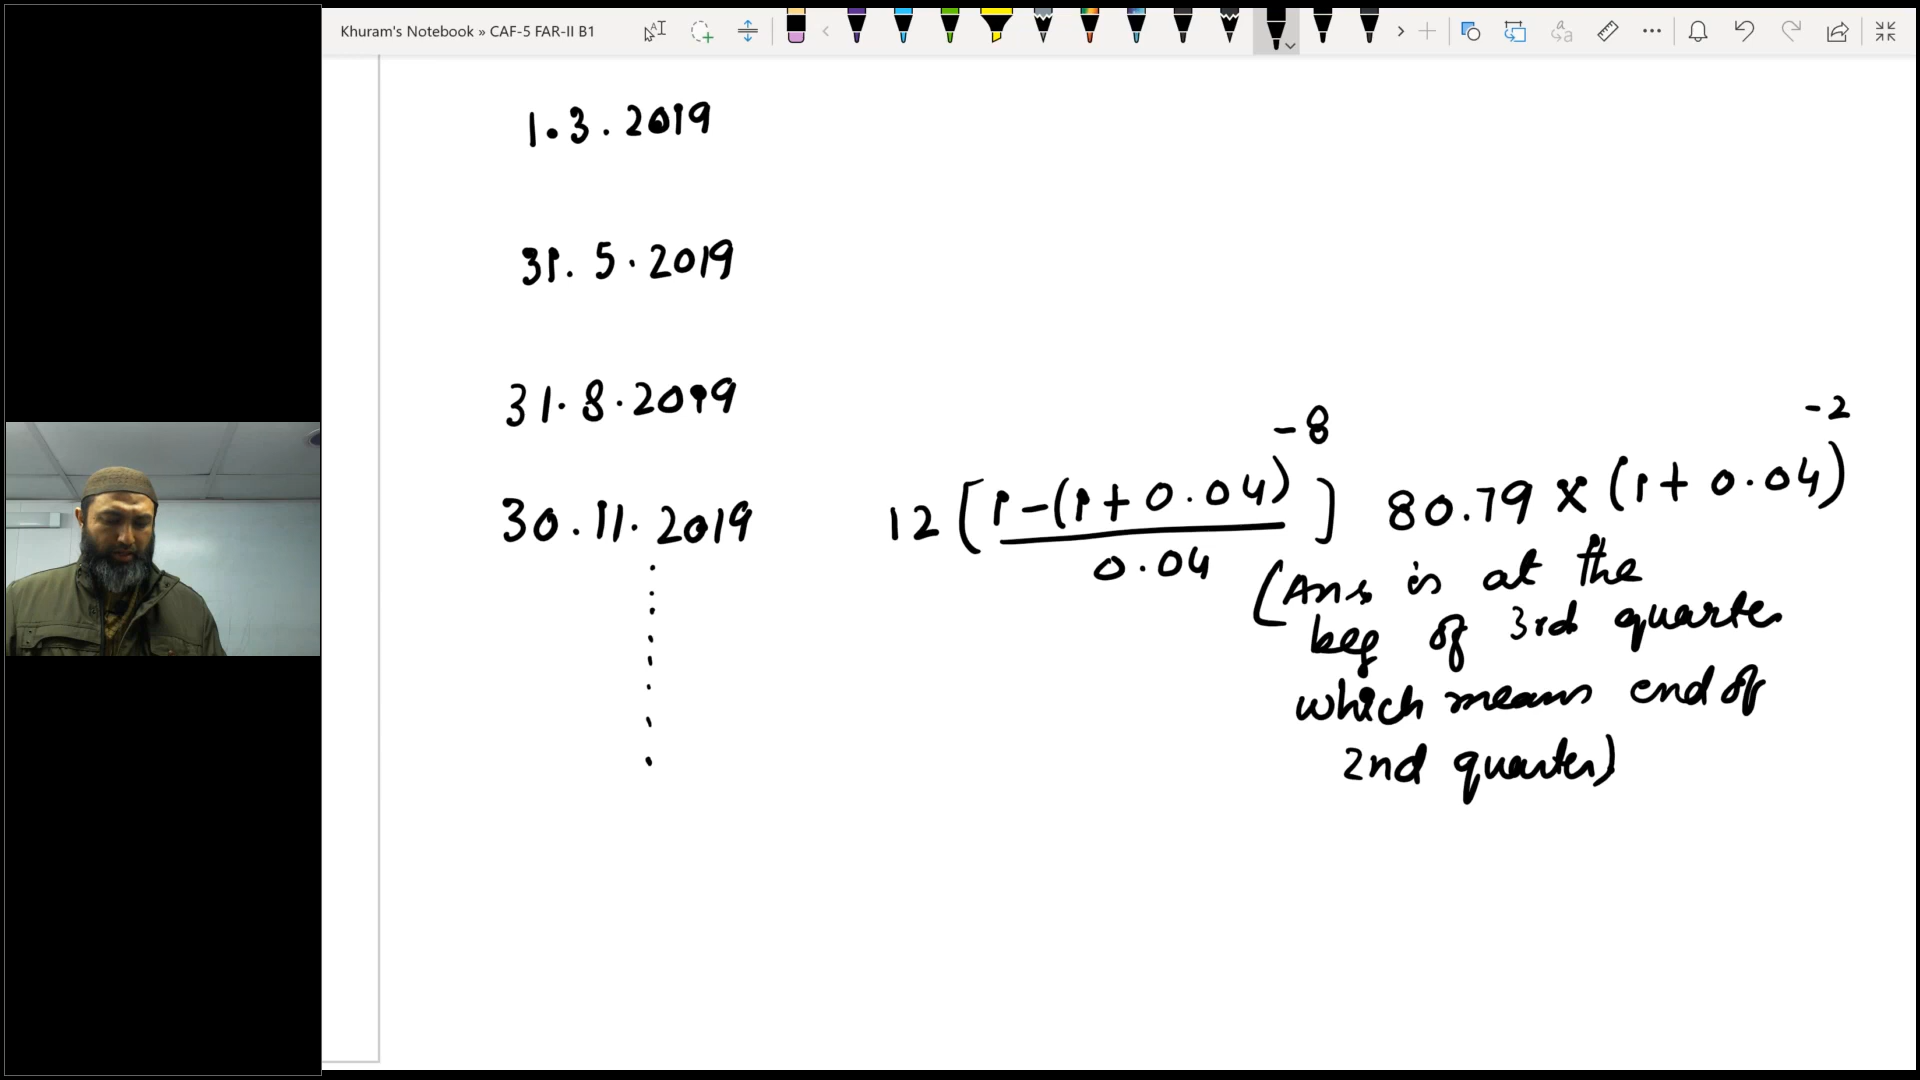 Khuram's Notebook » CAF-5 FAR-II B1
1.3.2019
31.5.2019
31.8.2019
30.11.2019
12 [ 1-(1+0.04)^-8 / 0.04 ] 80.79 x (1+0.04)^-2
(Ans is at the
beg of 3rd quarter
which means end of
2nd quarter)